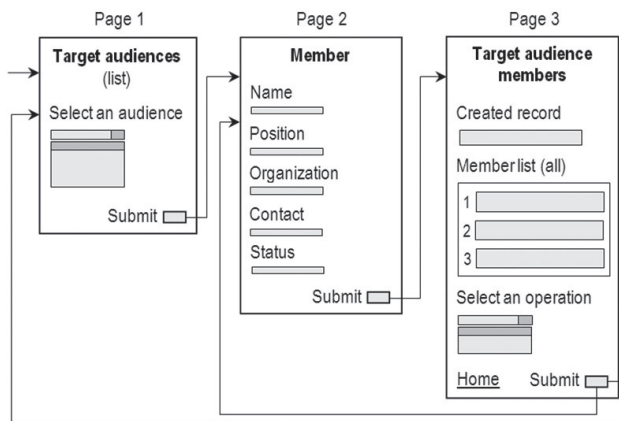 Page 1
Target audiences
(list)
Select an audience
Submit
Page 2
Member
Name
Position
Organization
Contact
Status
Submit
Page 3
Target audience
members
Created record
Member list (all)
1
2
3
Select an operation
Home Submit